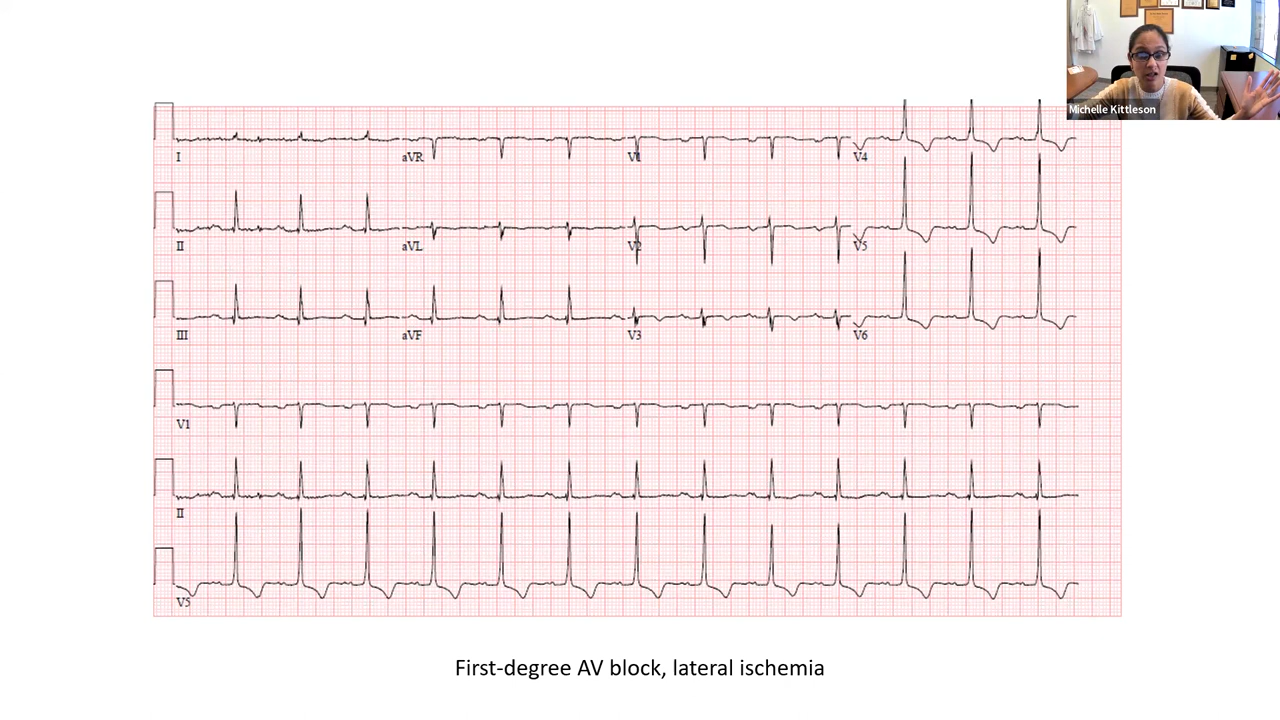 Michelle Kittleson
I
aVR
V1
V4
II
aVL
V2
V5
III
aVF
V3
V6
V1
II
V5
First-degree AV block, lateral ischemia